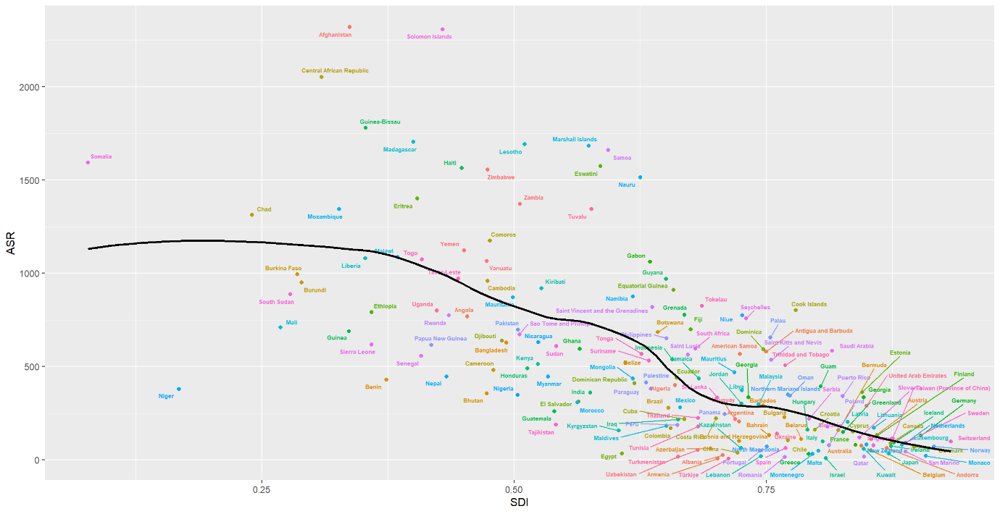 Afghanistan
Solomon Islands
Central African Republic
2000
Guinea-Bissau
Marshall Islands
Madagascar
Lesotho
Somalia
Samoa
Haiti
Eswatini
Zimbabwe
1500
Nauru
Zambia
Eritrea
Chad
Mozambique
Tuvalu
Comoros
Yemen
Malawi
Togo
Gabon
Liberia
Burkina Faso
Vanuatu
Timor-Leste
Guyana
1000
Kiribati
Equatorial Guinea
Burundi
Cambodia
South Sudan
Namibia
Tokelau
Uganda
Mauritania
Ethiopia
Angola
Saint Vincent and the Grenadines
Grenada
Seychelles
Cook Islands
Mali
Rwanda
Pakistan
Sao Tome and Principe
Botswana
Fiji
Niue
Palau
Guinea
Papua New Guinea
Djibouti
Nicaragua
Ghana
Tonga
Philippines
South Africa
Dominica
Antigua and Barbuda
Sierra Leone
Bangladesh
Sudan
Suriname
Indonesia
Saint Lucia
American Samoa
Saint Kitts and Nevis
Saudi Arabia
Estonia
Senegal
Cameroon
Kenya
Belize
Jamaica
Mauritius
Trinidad and Tobago
500
Mongolia
Georgia
Guam
Bermuda
Honduras
Dominican Republic
Palestine
Ecuador
Jordan
Malaysia
Oman
Puerto Rico
United Arab Emirates
Finland
Benin
Nepal
Nigeria
Myanmar
India
Paraguay
Algeria
Sri Lanka
Libya
Northern Mariana Islands
Serbia
Georgia
Taiwan (Province of China)
Niger
Bhutan
El Salvador
Morocco
Brazil
Mexico
Barbados
Hungary
Poland
Greenland
Austria
Germany
Guatemala
Cuba
Thailand
Panama
Argentina
Bulgaria
Croatia
Latvia
Lithuania
Iceland
Sweden
Tajikistan
Kyrgyzstan
Iraq
Peru
Kazakhstan
Belarus
Cyprus
Canada
Netherlands
Maldives
Colombia
Costa Rica
Bosnia and Herzegovina
Bahrain
Ukraine
Italy
France
Luxembourg
Switzerland
Tunisia
Azerbaijan
China
North Macedonia
Chile
Australia
New Zealand
Ireland
Norway
Egypt
Turkmenistan
Albania
Portugal
Spain
Greece
Malta
Qatar
Japan
San Marino
Monaco
0
Uzbekistan
Armenia
Türkiye
Lebanon
Romania
Montenegro
Israel
Kuwait
Belgium
Andorra
0.25
0.50
0.75
SDI
ASR